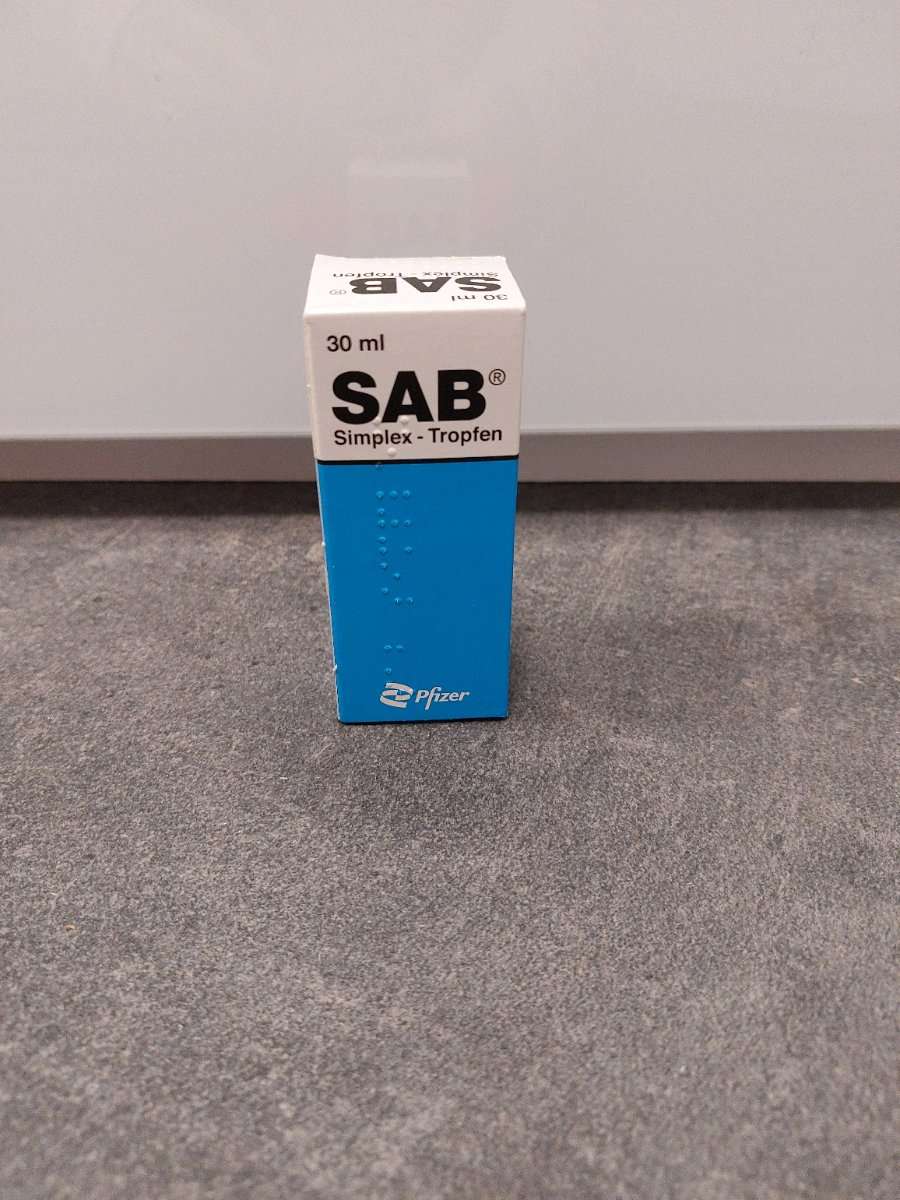 30 ml
SAB®
Simplex - Tropfen
30 ml
SAB®
Simplex - Tropfen
Pfizer